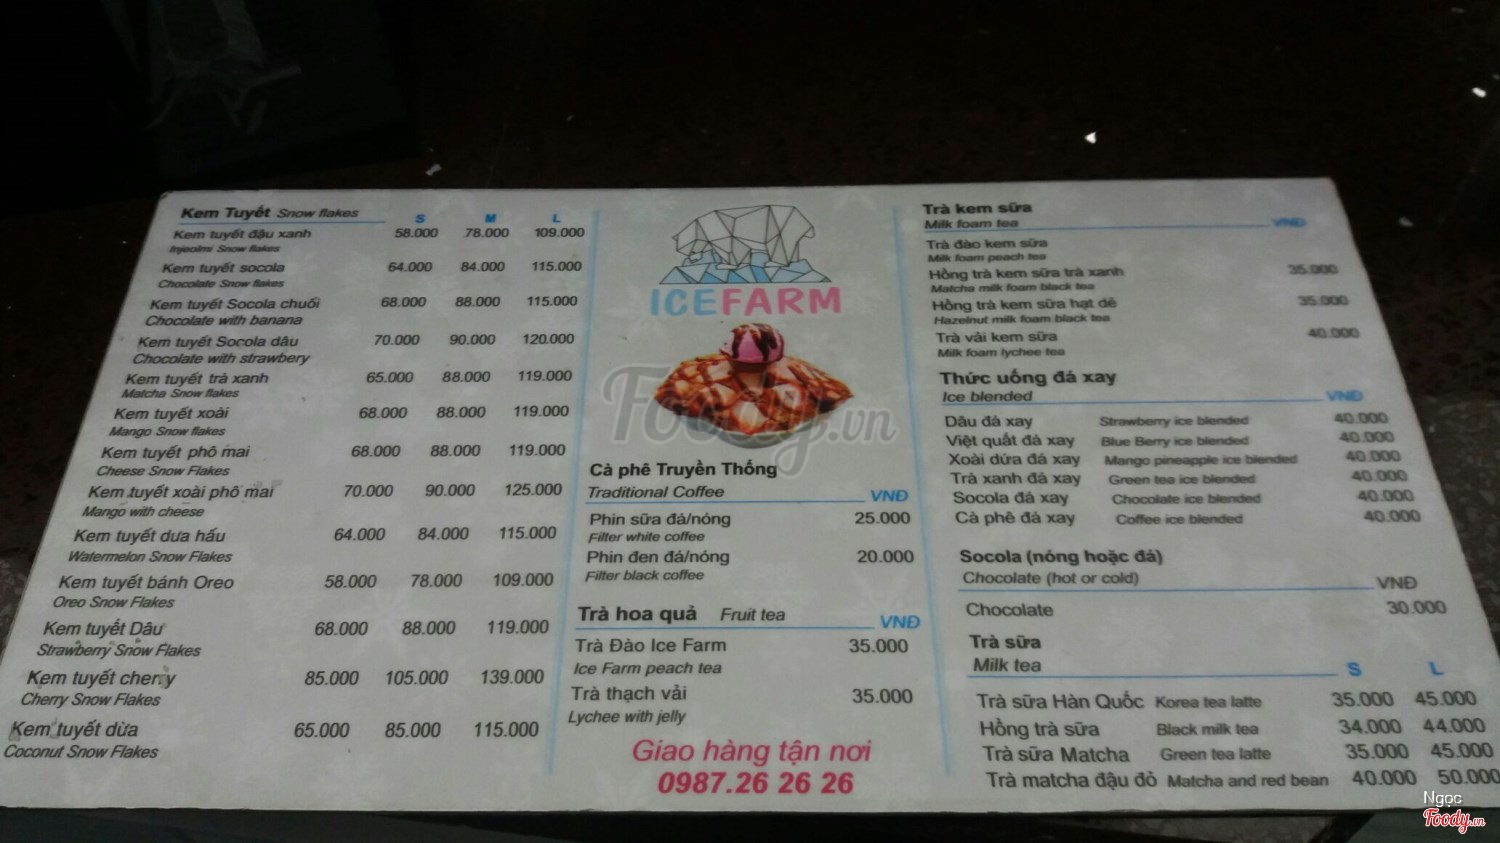 Kem Tuyết Snow flakes
S M L
Kem tuyết đậu xanh 58.000 78.000 109.000
Injeolmi Snow flakes
Kem tuyết socola 64.000 84.000 115.000
Chocolate Snow flakes
Kem tuyết Socola chuối 68.000 88.000 115.000
Chocolate with banana
Kem tuyết Socola dâu 70.000 90.000 120.000
Chocolate with strawbery
Kem tuyết trà xanh 65.000 88.000 119.000
Matcha Snow flakes
Kem tuyết xoài 68.000 88.000 119.000
Mango Snow flakes
Kem tuyết phô mai 68.000 88.000 119.000
Cheese Snow Flakes
Kem tuyết xoài phô mai 70.000 90.000 125.000
Mango with cheese
Kem tuyết dưa hấu 64.000 84.000 115.000
Watermelon Snow Flakes
Kem tuyết bánh Oreo 58.000 78.000 109.000
Oreo Snow Flakes
Kem tuyết Dâu 68.000 88.000 119.000
Strawberry Snow Flakes
Kem tuyết cherry 85.000 105.000 139.000
Cherry Snow Flakes
Kem tuyết dừa 65.000 85.000 115.000
Coconut Snow Flakes
ICEFARM
Foody.vn
Cà phê Truyền Thống
Traditional Coffee VNĐ
Phin sữa đá/nóng 25.000
Filter white coffee
Phin đen đá/nóng 20.000
Filter black coffee
Trà hoa quả Fruit tea VNĐ
Trà Đào Ice Farm 35.000
Ice Farm peach tea
Trà thạch vải 35.000
Lychee with jelly
Giao hàng tận nơi
0987.26 26 26
Trà kem sữa
Milk foam tea VNĐ
Trà đào kem sữa
Milk foam peach tea
Hồng trà kem sữa trà xanh 35.000
Matcha milk foam black tea
Hồng trà kem sữa hạt dẻ 35.000
Hazelnut milk foam black tea
Trà vải kem sữa 40.000
Milk foam lychee tea
Thức uống đá xay
Ice blended VNĐ
Dâu đá xay Strawberry ice blended 40.000
Việt quất đá xay Blue Berry ice blended 40.000
Xoài dứa đá xay Mango pineapple ice blended 40.000
Trà xanh đá xay Green tea ice blended 40.000
Socola đá xay Chocolate ice blended 40.000
Cà phê đá xay Coffee ice blended 40.000
Socola (nóng hoặc đá)
Chocolate (hot or cold) VNĐ
Chocolate 30.000
Trà sữa
Milk tea S L
Trà sữa Hàn Quốc Korea tea latte 35.000 45.000
Hồng trà sữa Black milk tea 34.000 44.000
Trà sữa Matcha Green tea latte 35.000 45.000
Trà matcha đậu đỏ Matcha and red bean 40.000 50.000
Ngọc
Foody.vn